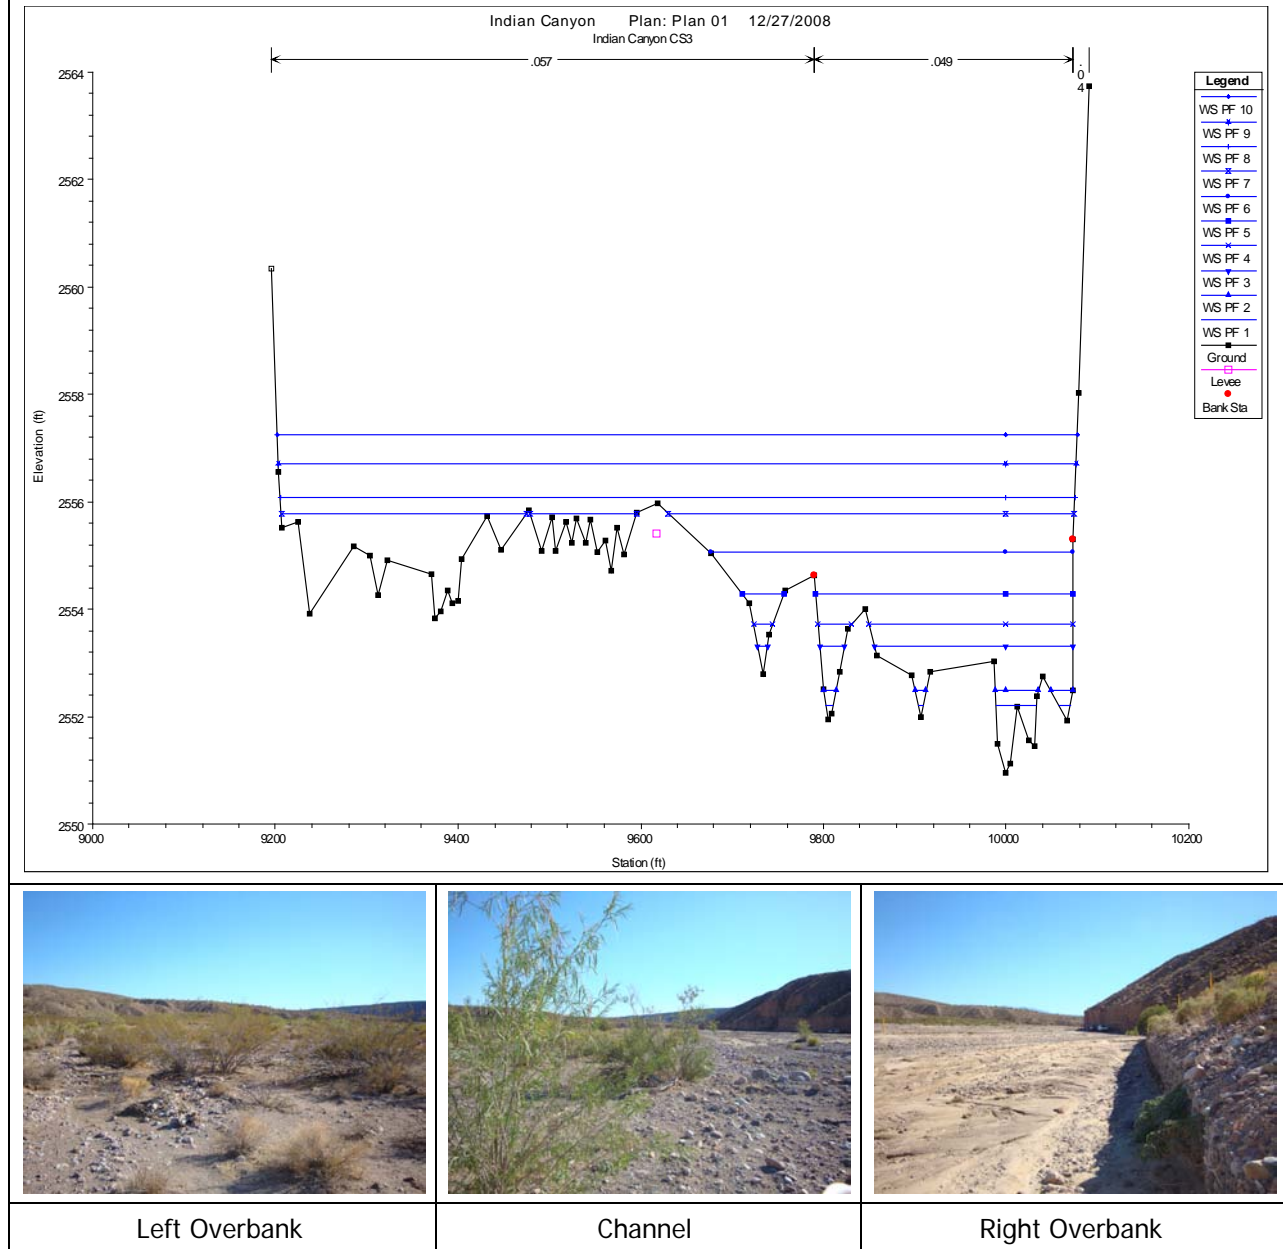 Indian Canyon Plan: Plan 01 12/27/2008
Indian Canyon CS3
.057
.049
.04
Legend
WS PF 10
WS PF 9
WS PF 8
WS PF 7
WS PF 6
WS PF 5
WS PF 4
WS PF 3
WS PF 2
WS PF 1
Ground
Levee
Bank Sta
Elevation (ft)
2564
2562
2560
2558
2556
2554
2552
2550
9000 9200 9400 9600 9800 10000 10200
Station (ft)
Left Overbank Channel Right Overbank